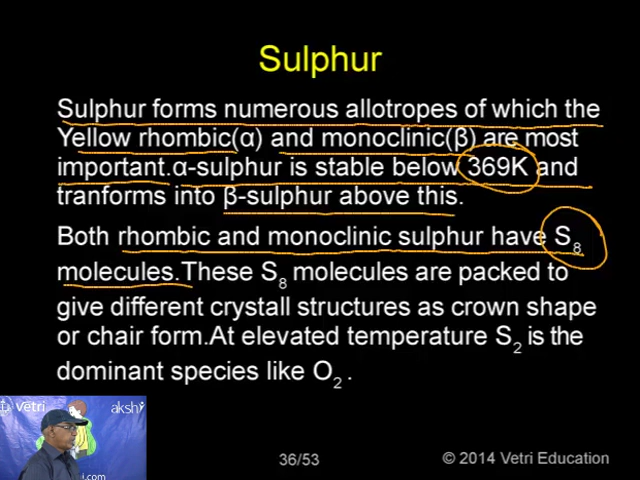 Sulphur
Sulphur forms numerous allotropes of which the
Yellow rhombic(α) and monoclinic(β) are most
important.α-sulphur is stable below 369K and
tranforms into β-sulphur above this.
Both rhombic and monoclinic sulphur have S₈
molecules.These S₈ molecules are packed to
give different crystall structures as crown shape
or chair form.At elevated temperature S₂ is the
dominant species like O₂ .
vetri akshi
i.com
36/53 © 2014 Vetri Education